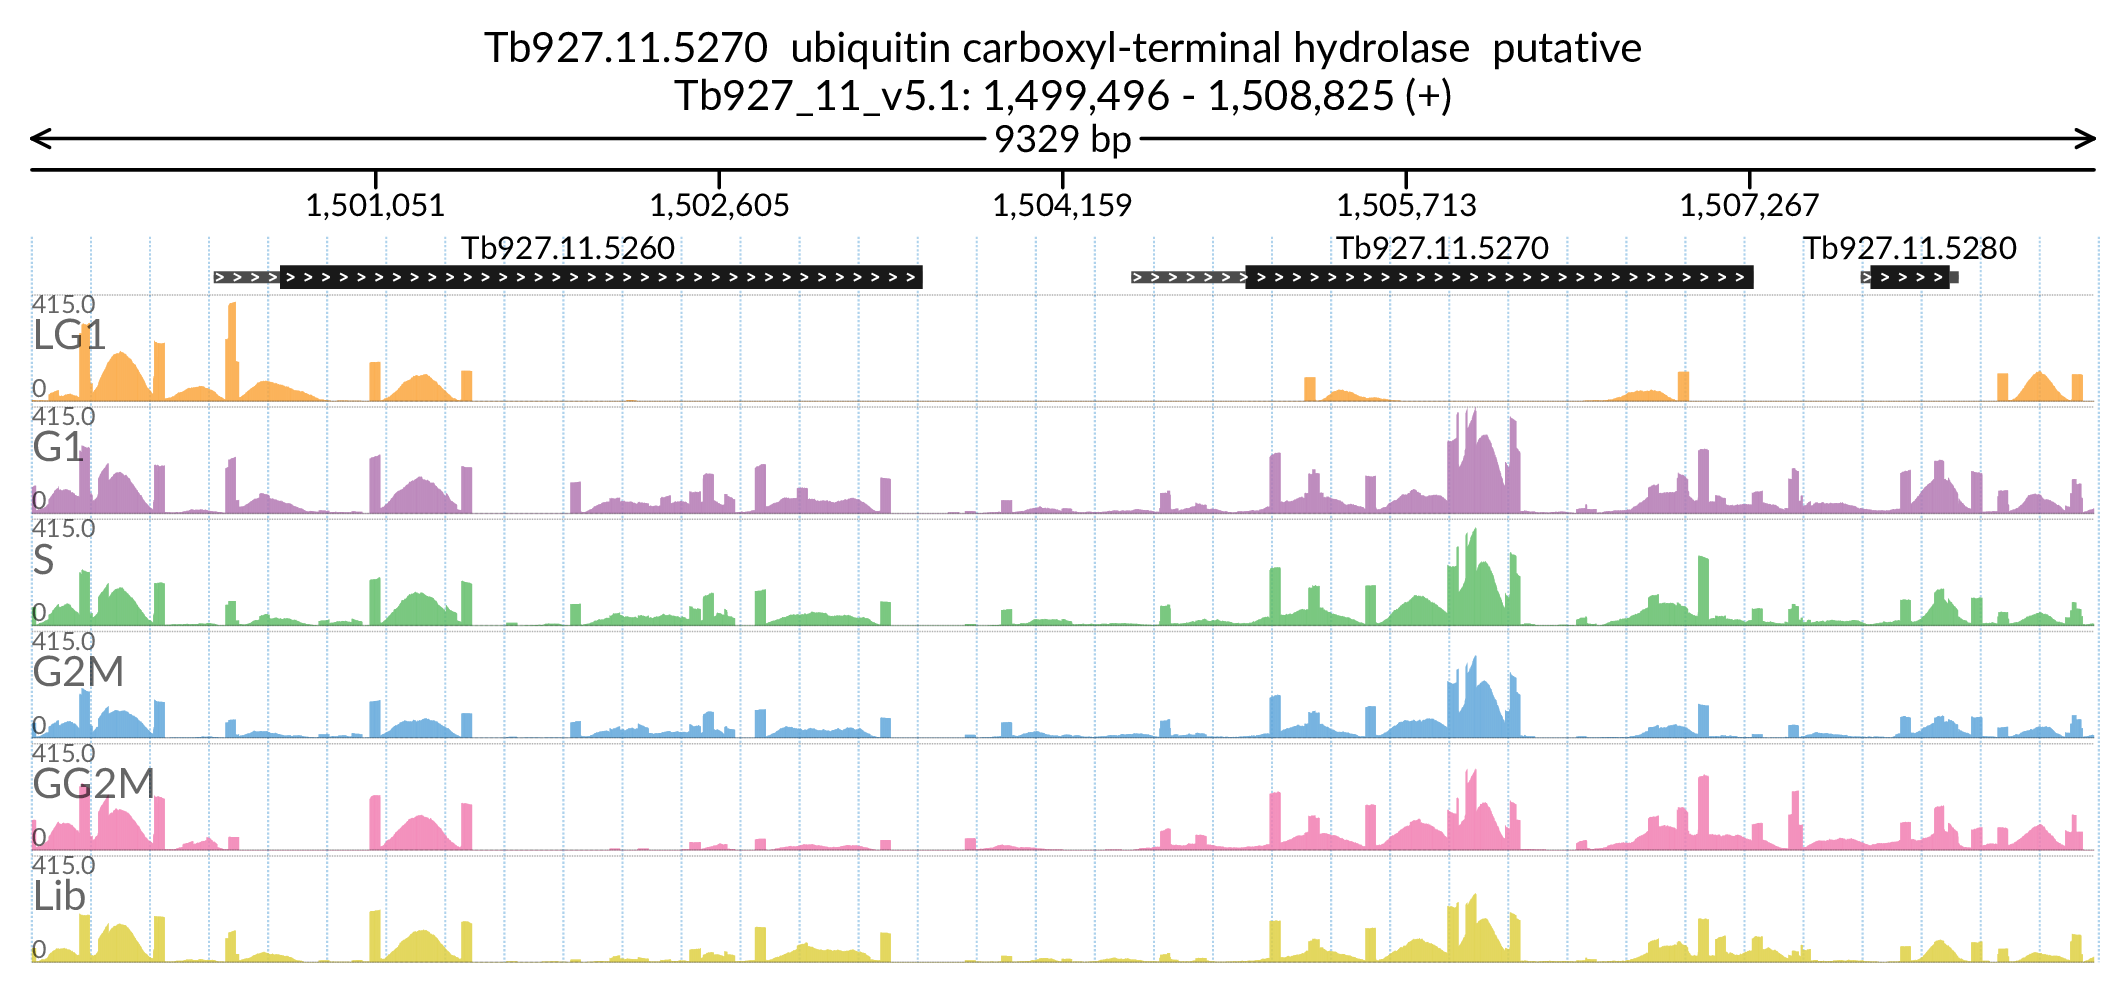 Tb927.11.5270 ubiquitin carboxyl-terminal hydrolase putative
Tb927_11_v5.1: 1,499,496 - 1,508,825 (+)
9329 bp
1,501,051 1,502,605 1,504,159 1,505,713 1,507,267
Tb927.11.5260 Tb927.11.5270 Tb927.11.5280
415.0
LG1
0
415.0
G1
0
415.0
S
0
415.0
G2M
0
415.0
GG2M
0
415.0
Lib
0